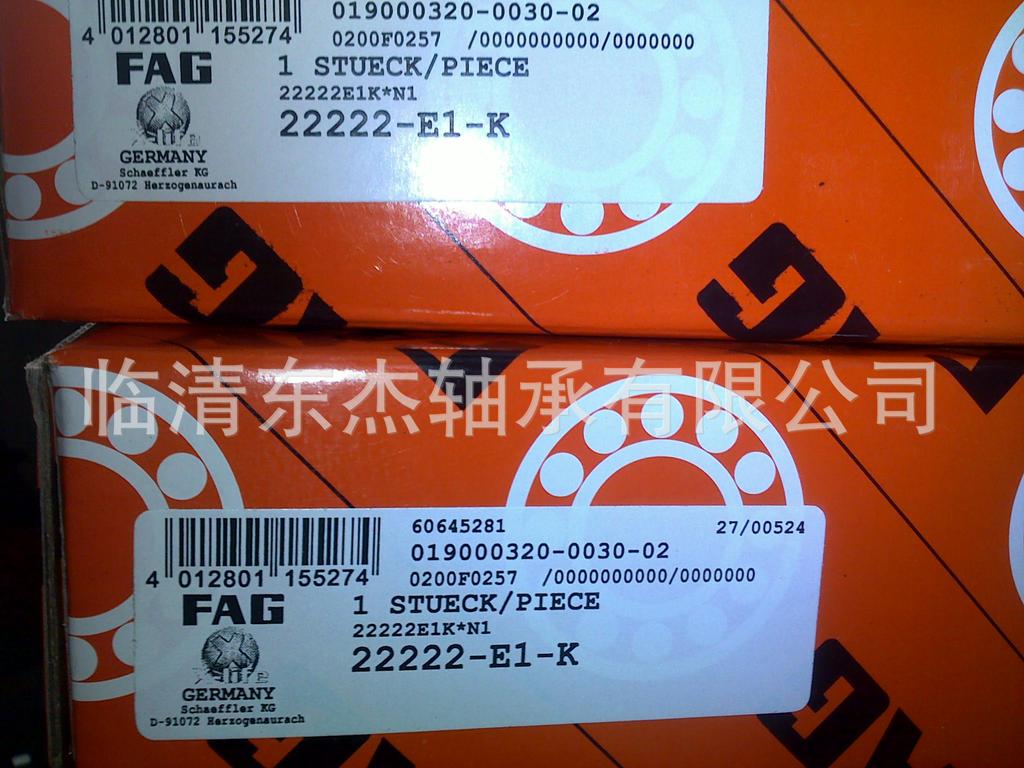 019000320-0030-02
4 012801 155274
0200F0257 /0000000000/0000000
FAG
1 STUECK/PIECE
22222E1K*N1
22222-E1-K
GERMANY
Schaeffler KG
D-91072 Herzogenaurach
临清东杰轴承有限公司
60645281 27/00524
019000320-0030-02
4 012801 155274
0200F0257 /0000000000/0000000
FAG
1 STUECK/PIECE
22222E1K*N1
22222-E1-K
GERMANY
Schaeffler KG
D-91072 Herzogenaurach